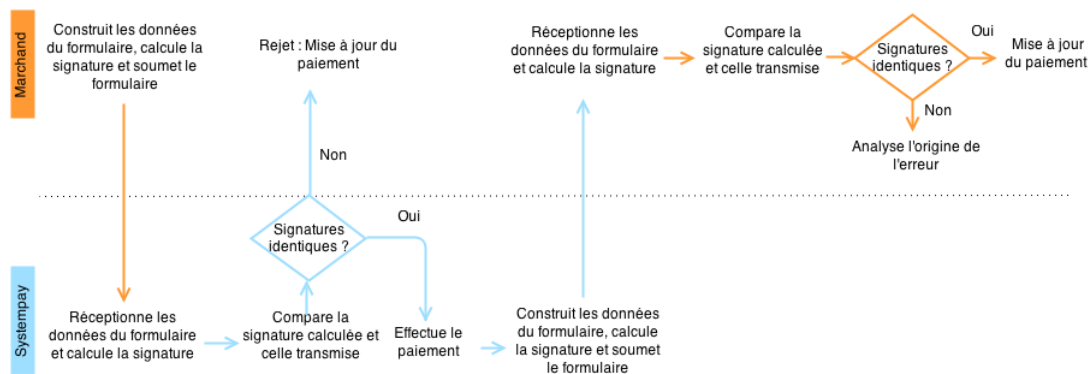 Marchand
Construit les données
du formulaire, calcule la
signature et soumet le
formulaire
Rejet : Mise à jour du
paiement
Réceptionne les
données du formulaire
et calcule la signature
Compare la
signature calculée
et celle transmise
Signatures
identiques ?
Oui
Mise à jour
du paiement
Non
Analyse l'origine de
l'erreur
Non
Signatures
identiques ?
Oui
Systempay
Réceptionne les
données du formulaire
et calcule la signature
Compare la
signature calculée et
celle transmise
Effectue le
paiement
Construit les données
du formulaire, calcule
la signature et soumet
le formulaire